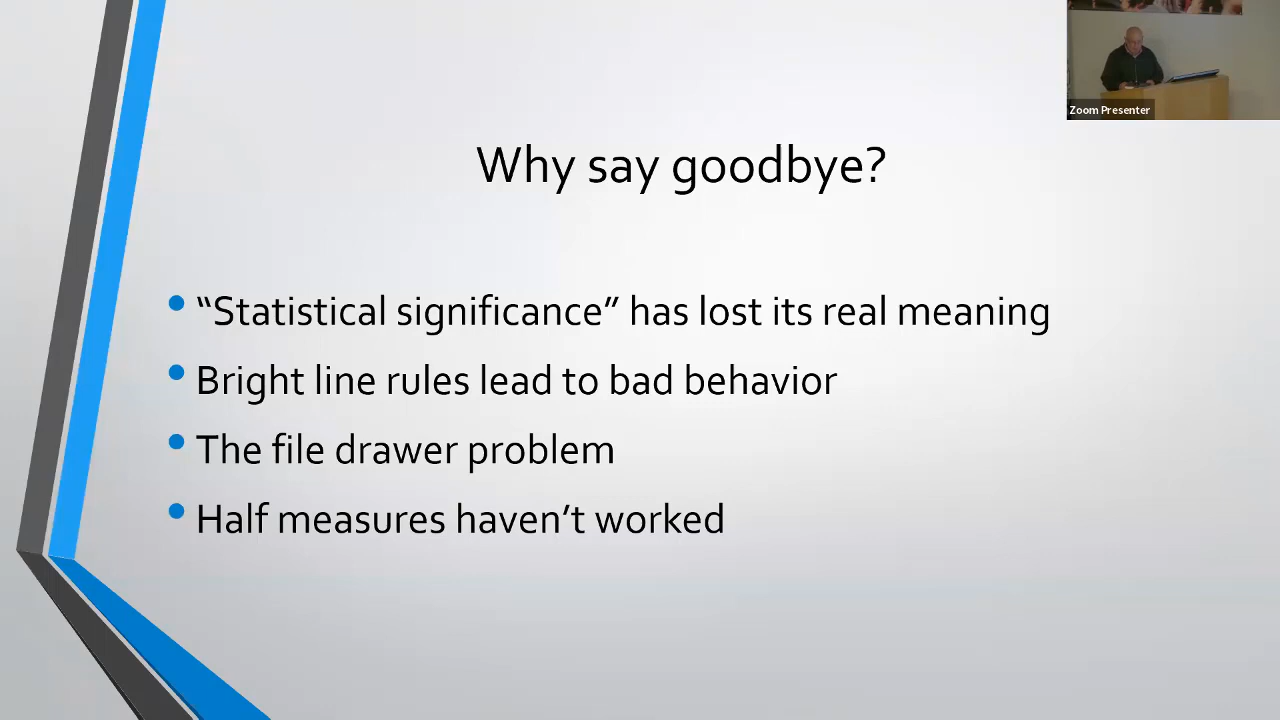 Zoom Presenter
Why say goodbye?
“Statistical significance” has lost its real meaning
Bright line rules lead to bad behavior
The file drawer problem
Half measures haven’t worked